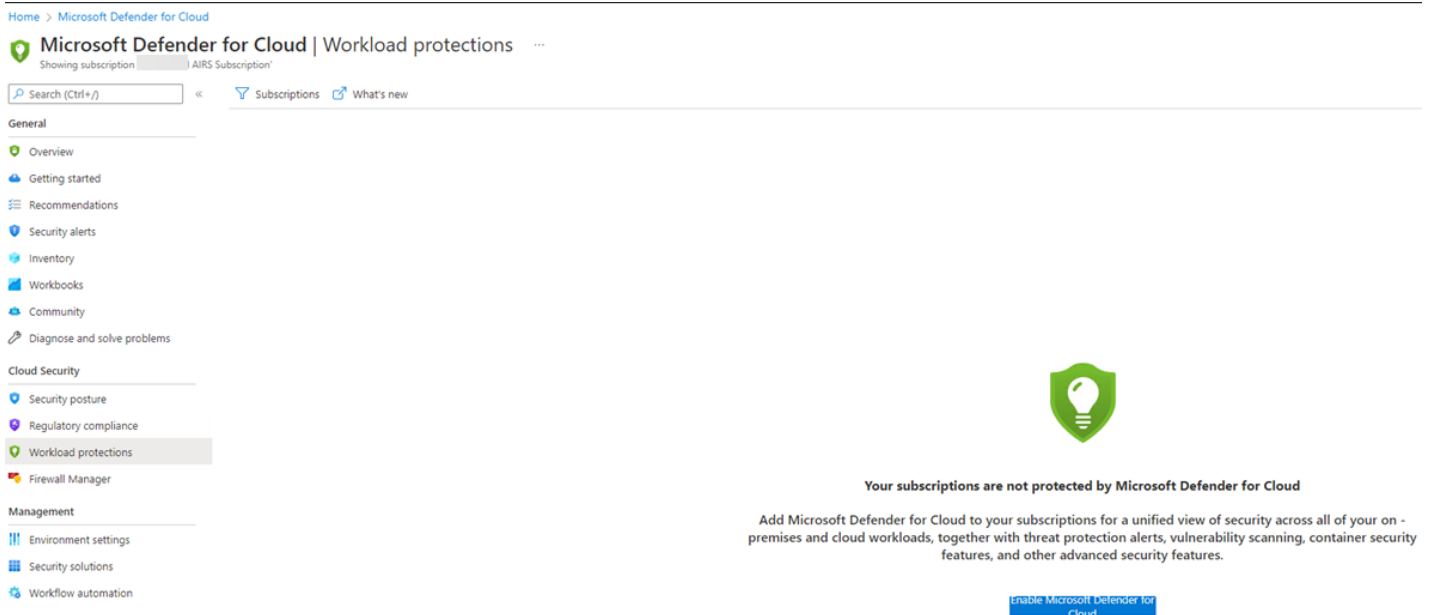 Home > Microsoft Defender for Cloud
Microsoft Defender for Cloud | Workload protections ...
Showing subscription AIRS Subscription'
Search (Ctrl+/) «
Subscriptions What's new
General
Overview
Getting started
Recommendations
Security alerts
Inventory
Workbooks
Community
Diagnose and solve problems
Cloud Security
Security posture
Regulatory compliance
Workload protections
Firewall Manager
Management
Environment settings
Security solutions
Workflow automation
Your subscriptions are not protected by Microsoft Defender for Cloud
Add Microsoft Defender for Cloud to your subscriptions for a unified view of security across all of your on -
premises and cloud workloads, together with threat protection alerts, vulnerability scanning, container security
features, and other advanced security features.
Enable Microsoft Defender for
Cloud